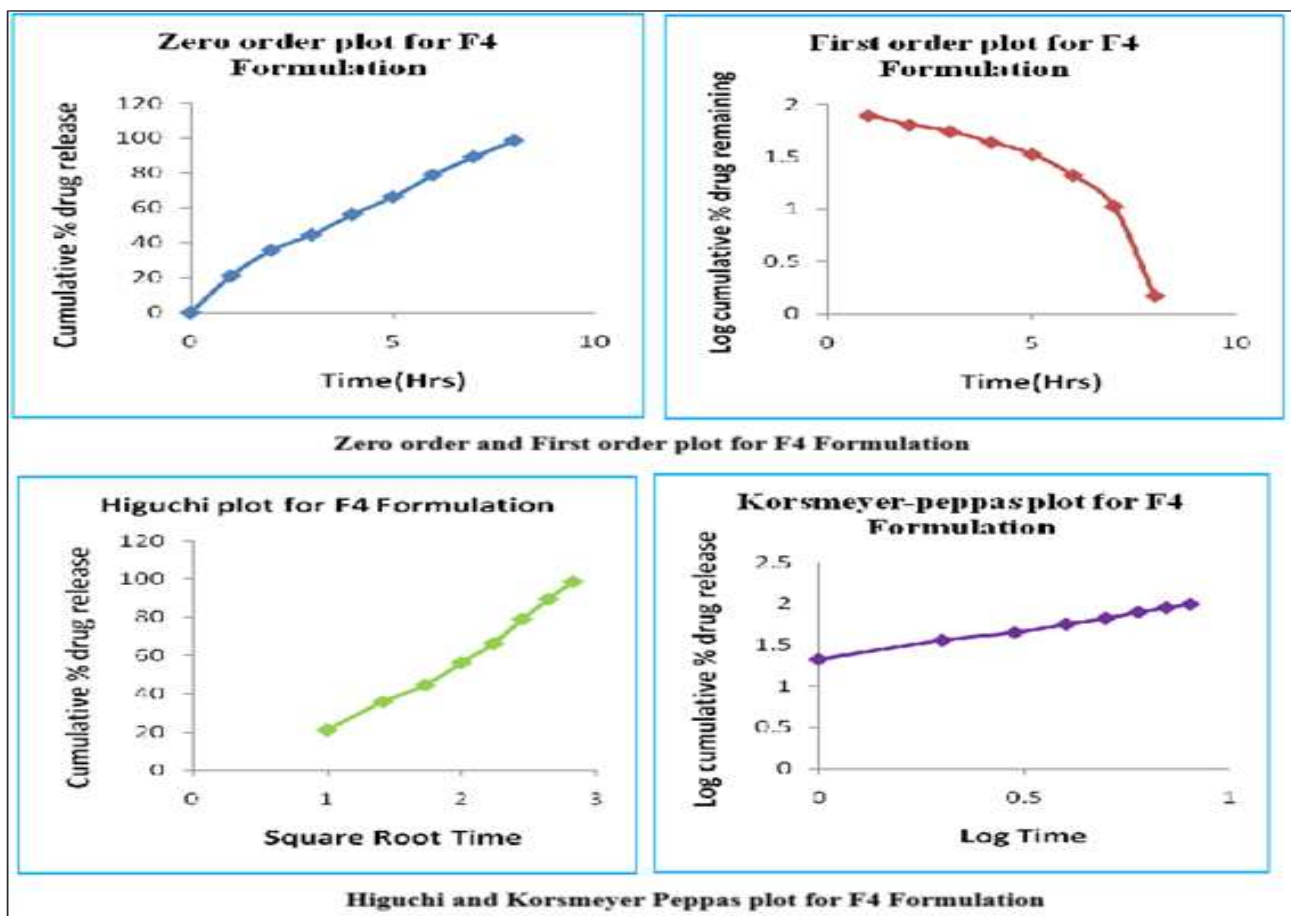 Zero order plot for F4
Formulation
Cumulative % drug release
120
100
80
60
40
20
0
0 5 10
Time(Hrs)
First order plot for F4
Formulation
Log cumulative % drug remaining
2
1.5
1
0.5
0
0 5 10
Time(Hrs)
Zero order and First order plot for F4 Formulation
Higuchi plot for F4 Formulation
Cumulative % drug release
120
100
80
60
40
20
0
0 1 2 3
Square Root Time
Korsmeyer-peppas plot for F4
Formulation
Log cumulative % drug release
2.5
2
1.5
1
0.5
0
0 0.5 1
Log Time
Higuchi and Korsmeyer Peppas plot for F4 Formulation